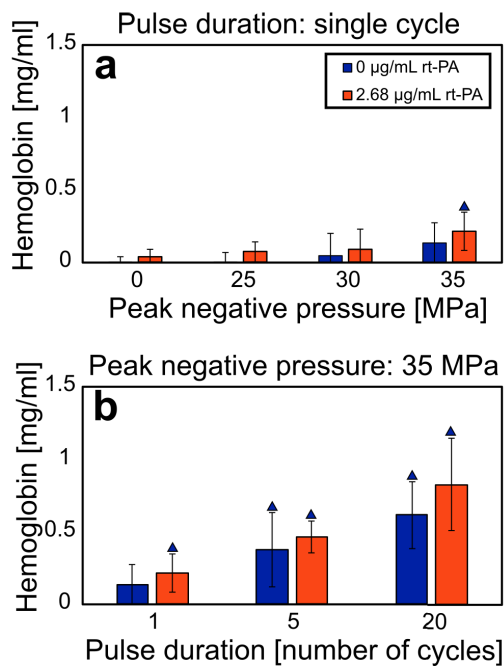 Pulse duration: single cycle
a
0 µg/mL rt-PA
2.68 µg/mL rt-PA
Hemoglobin [mg/ml]
1.5
1
0.5
0
0 25 30 35
Peak negative pressure [MPa]
Peak negative pressure: 35 MPa
b
Hemoglobin [mg/ml]
1.5
1
0.5
0
1 5 20
Pulse duration [number of cycles]